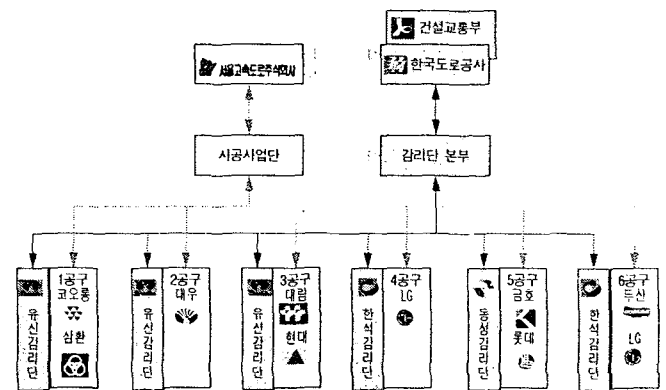 건설교통부
서울고속도로주식회사
한국도로공사
시공사업단
감리단 본부
유신감리단
1공구
코오롱
삼환
유신감리단
2공구
대우
유신감리단
3공구
대림
현대
한석감리단
4공구
LG
동성감리단
5공구
금호
롯데
한석감리단
6공구
두산
LG